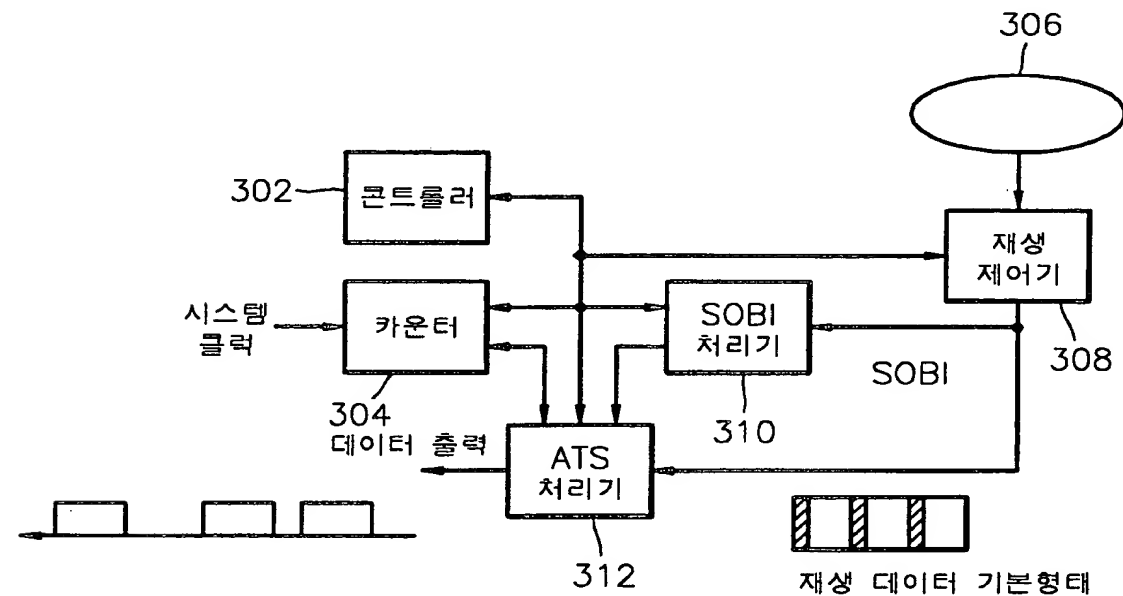 306
302
콘트롤러
재생
제어기
시스템
클럭
카운터
SOBI
처리기
308
SOBI
304
310
데이터 출력
ATS
처리기
312
재생 데이터 기본형태